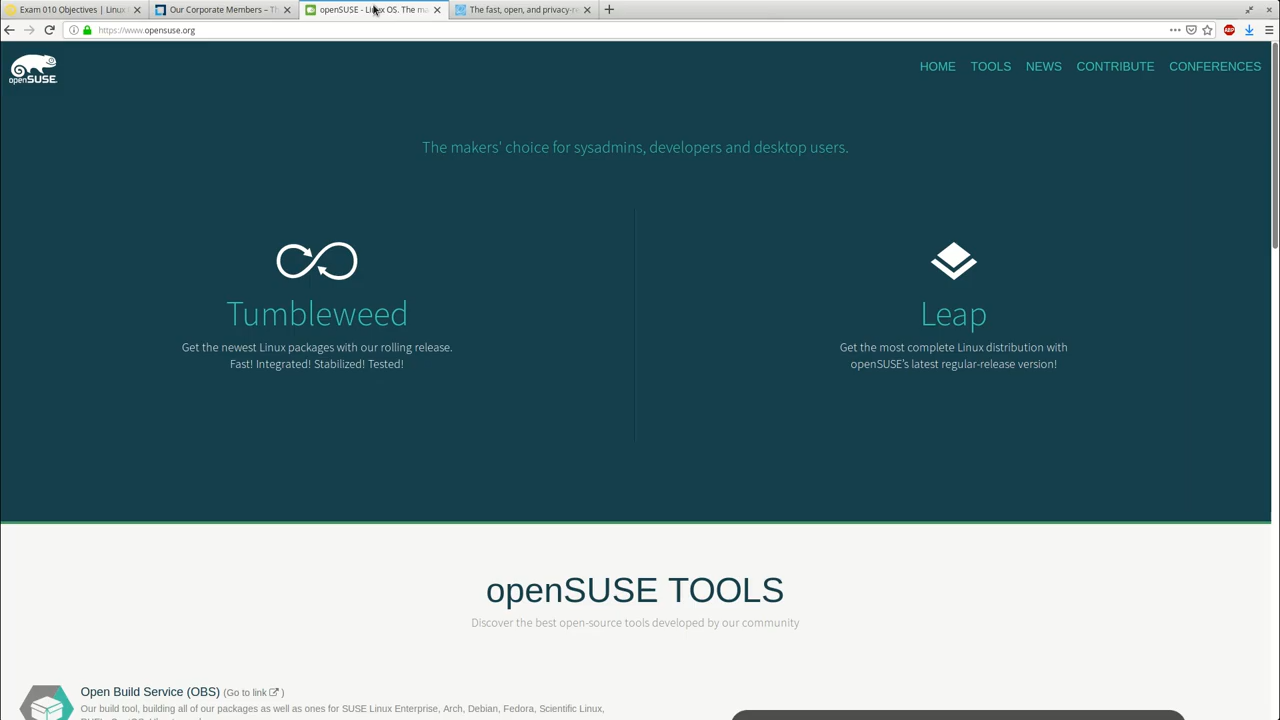 Exam 010 Objectives | Linux
Our Corporate Members – Th
openSUSE - Linux OS. The ma
The fast, open, and privacy-r
https://www.opensuse.org
ABP
openSUSE
HOME
TOOLS
NEWS
CONTRIBUTE
CONFERENCES
The makers' choice for sysadmins, developers and desktop users.
Tumbleweed
Get the newest Linux packages with our rolling release.
Fast! Integrated! Stabilized! Tested!
Leap
Get the most complete Linux distribution with
openSUSE's latest regular-release version!
openSUSE TOOLS
Discover the best open-source tools developed by our community
Open Build Service (OBS) (Go to link )
Our build tool, building all of our packages as well as ones for SUSE Linux Enterprise, Arch, Debian, Fedora, Scientific Linux,